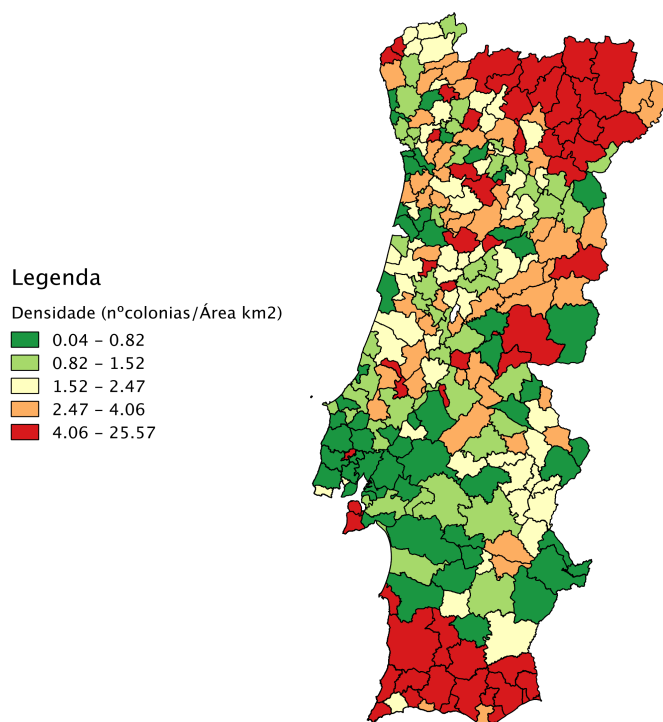 Legenda
Densidade (nºcolonias/Área km2)
0.04 – 0.82
0.82 – 1.52
1.52 – 2.47
2.47 – 4.06
4.06 – 25.57